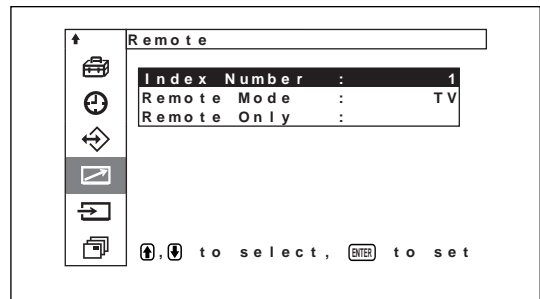 Remote
Index Number : 1
Remote Mode : TV
Remote Only :
, to select, ENTER to set